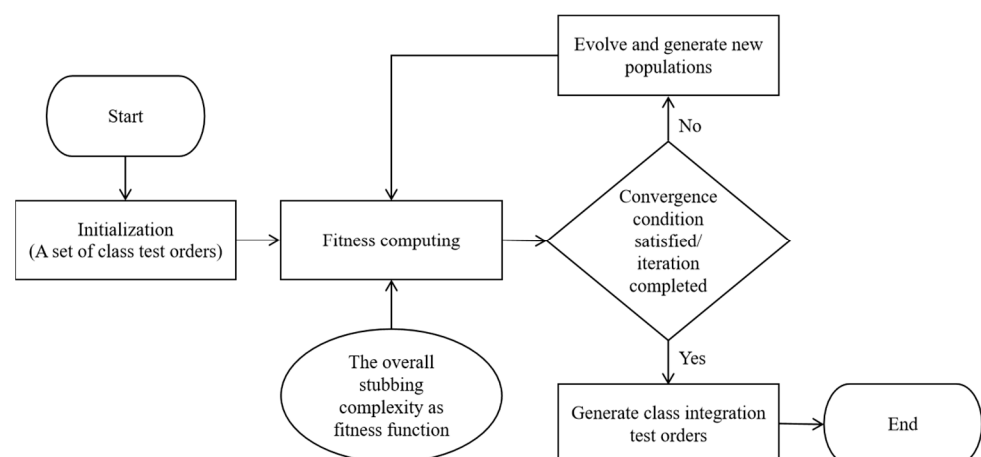 Evolve and generate new
populations
Start
No
Initialization
(A set of class test orders)
Fitness computing
Convergence
condition
satisfied/
iteration
completed
The overall
stubbing
complexity as
fitness function
Yes
Generate class integration
test orders
End